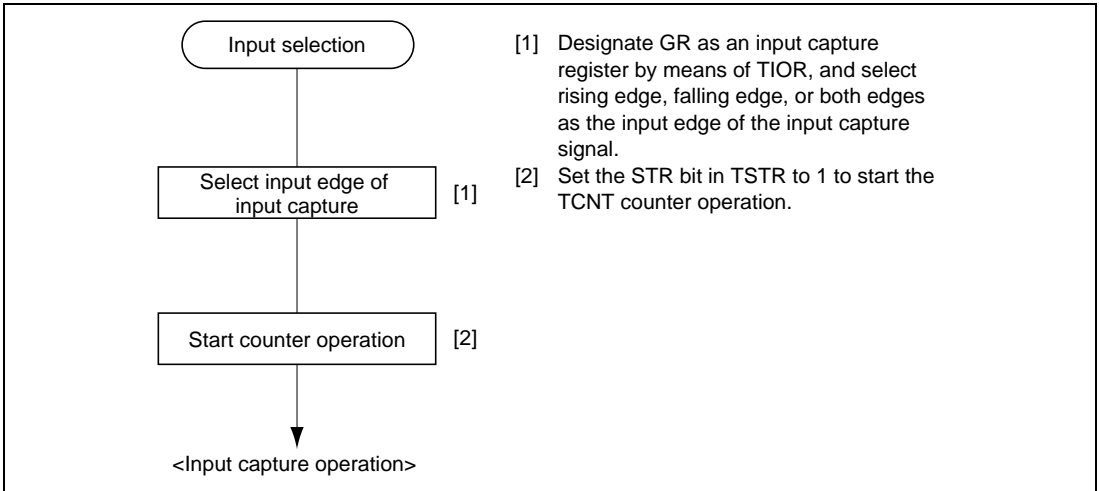 Input selection
Select input edge of
input capture
[1]
Start counter operation
[2]
<Input capture operation>
[1] Designate GR as an input capture
register by means of TIOR, and select
rising edge, falling edge, or both edges
as the input edge of the input capture
signal.
[2] Set the STR bit in TSTR to 1 to start the
TCNT counter operation.